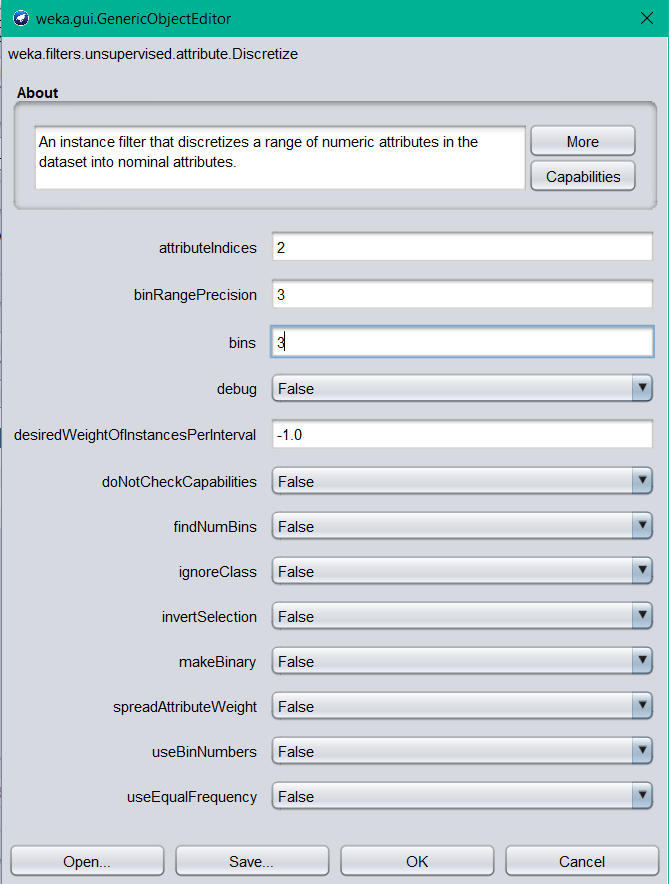 weka.gui.GenericObjectEditor
weka.filters.unsupervised.attribute.Discretize
About
An instance filter that discretizes a range of numeric attributes in the
dataset into nominal attributes.
More
Capabilities
attributeIndices 2
binRangePrecision 3
bins 3
debug False
desiredWeightOfInstancesPerInterval -1.0
doNotCheckCapabilities False
findNumBins False
ignoreClass False
invertSelection False
makeBinary False
spreadAttributeWeight False
useBinNumbers False
useEqualFrequency False
Open... Save... OK Cancel